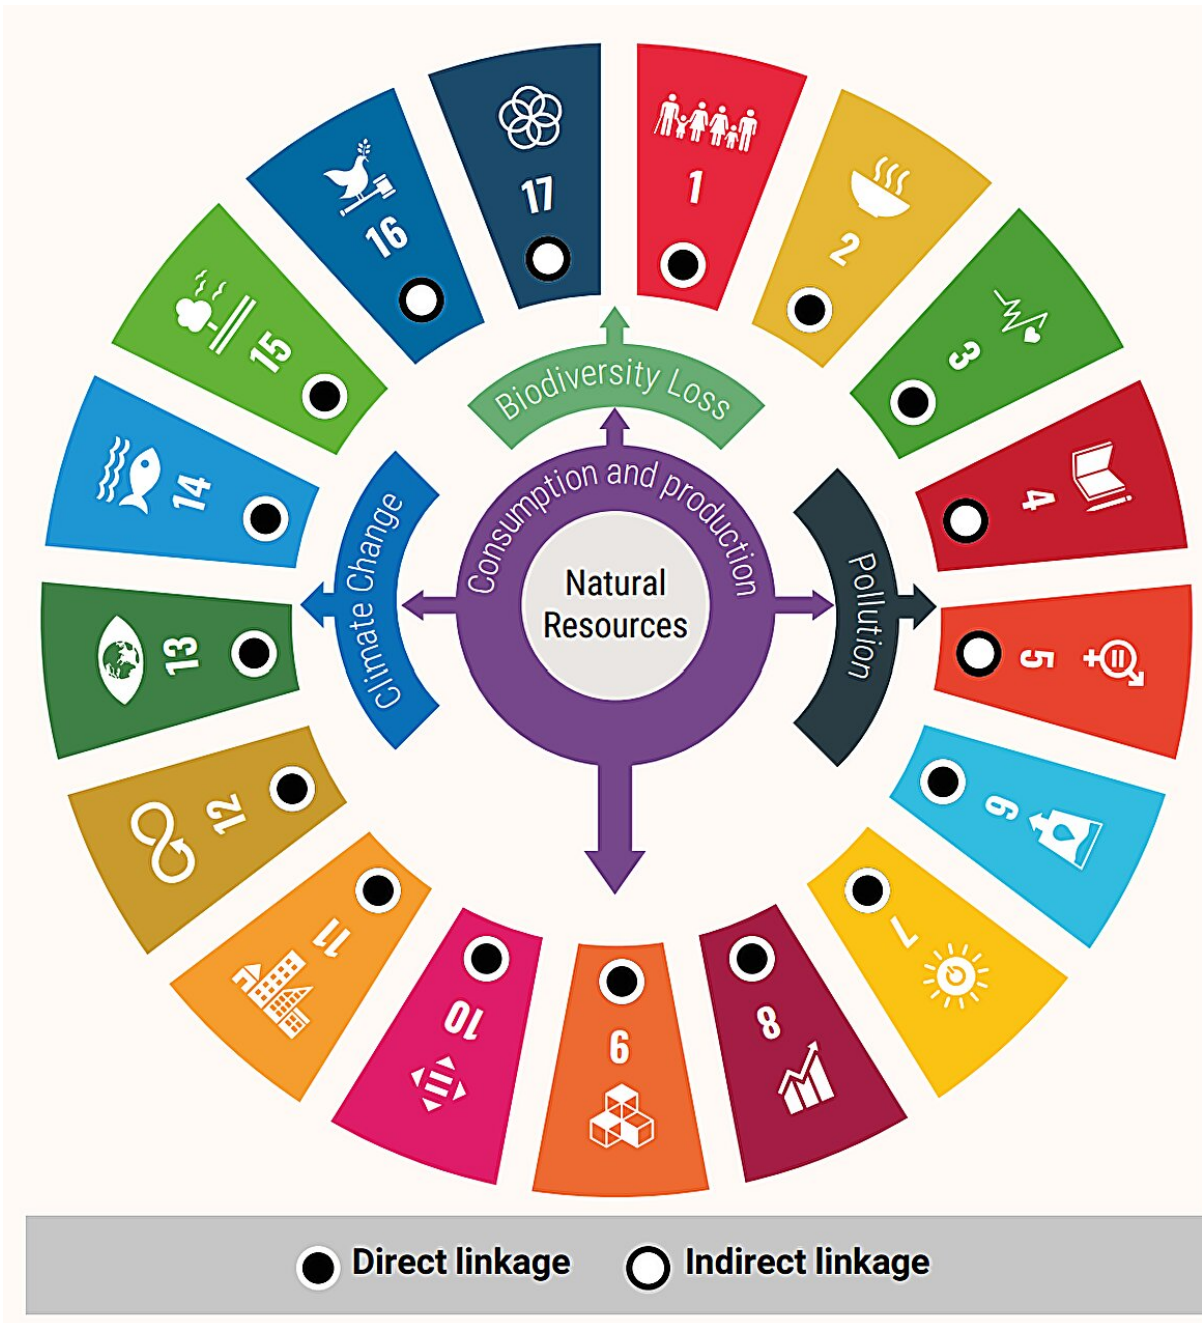 1
2
3
4
5
6
7
8
9
10
11
12
13
14
15
16
17
Biodiversity Loss
Consumption and production
Climate Change
Pollution
Natural
Resources
Direct linkage
Indirect linkage